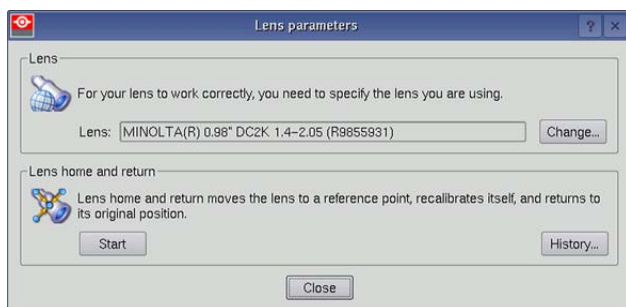 Lens parameters
Lens
For your lens to work correctly, you need to specify the lens you are using.
Lens: MINOLTA(R) 0.98" DC2K 1.4-2.05 (R9855931) Change...
Lens home and return
Lens home and return moves the lens to a reference point, recalibrates itself, and returns to
its original position.
Start History...
Close